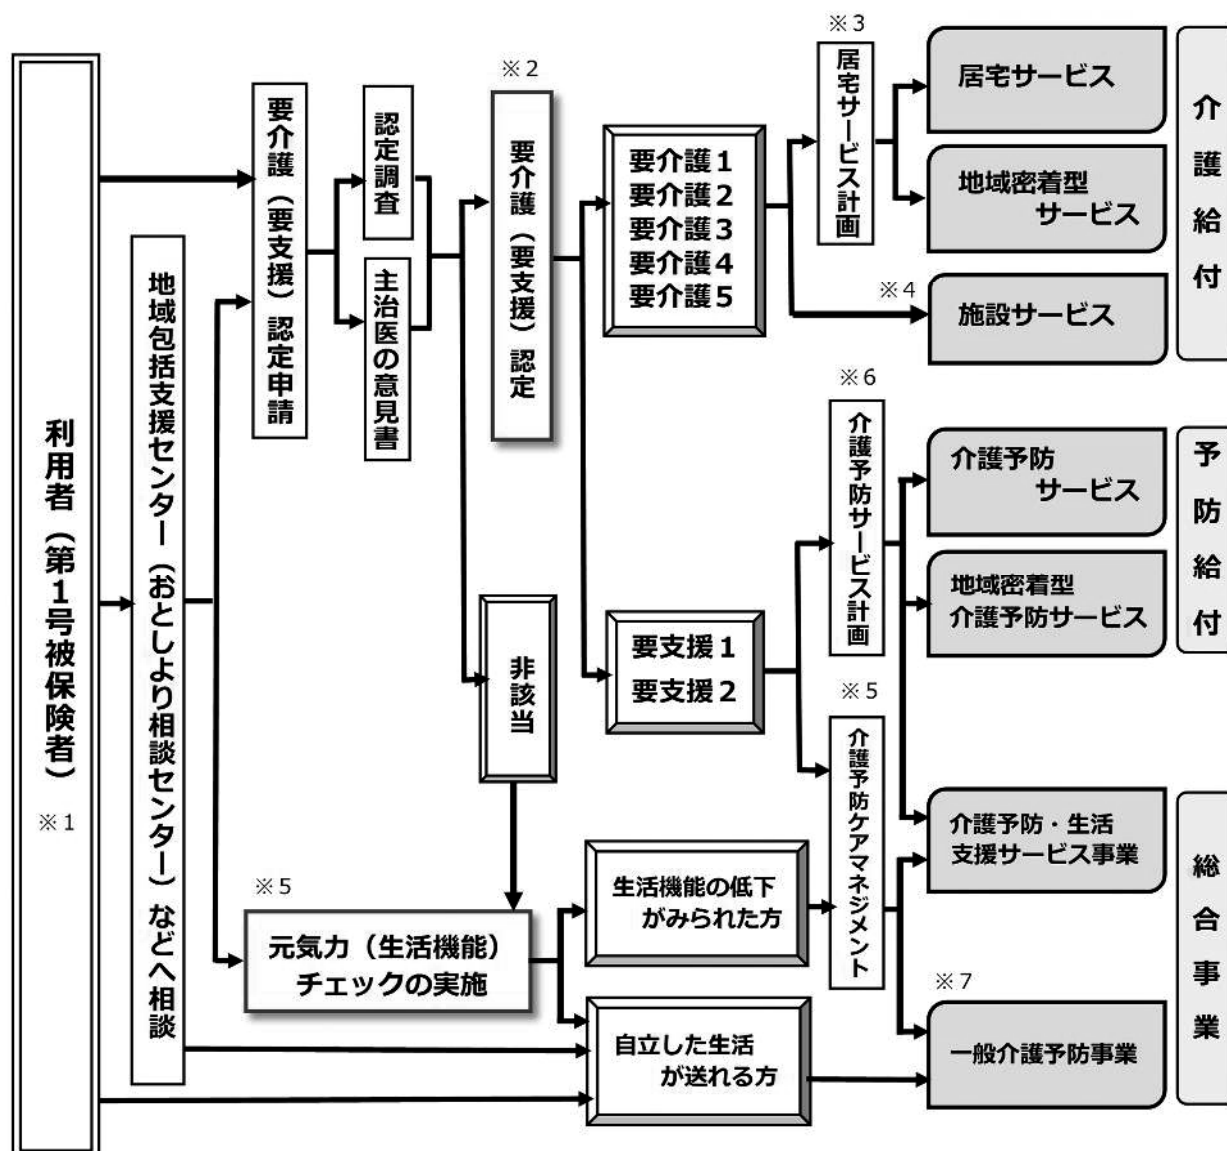 利用者（第１号被保険者）
※１
地域包括支援センター（おとしより相談センター）などへ相談
要介護（要支援）認定申請
認定調査
主治医の意見書
※２
要介護（要支援）認定
非該当
※５
元気力（生活機能）
チェックの実施
要介護１
要介護２
要介護３
要介護４
要介護５
要支援１
要支援２
生活機能の低下
がみられた方
自立した生活
が送れる方
※３
居宅サービス計画
※４
※６
介護予防サービス計画
※５
介護予防ケアマネジメント
居宅サービス
地域密着型
サービス
施設サービス
介護給付
介護予防
サービス
地域密着型
介護予防サービス
予防給付
介護予防・生活
支援サービス事業
※７
一般介護予防事業
総合事業